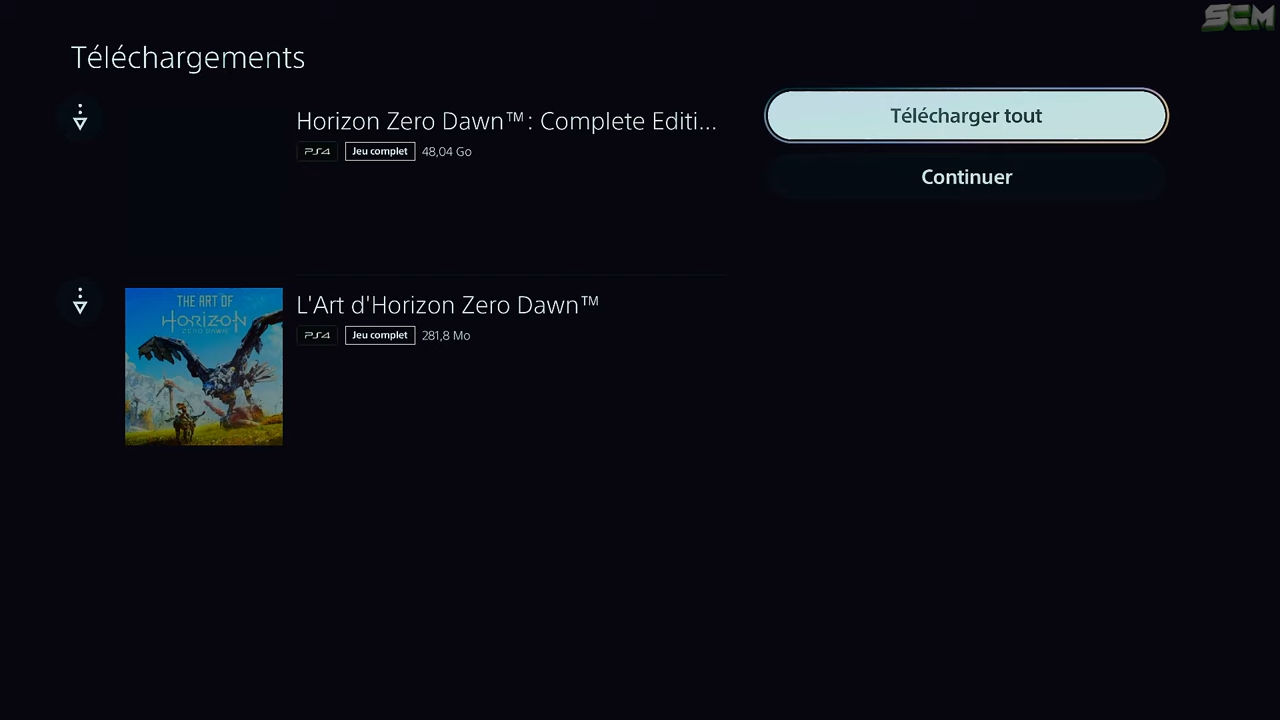 SCM
Téléchargements
Horizon Zero Dawn™: Complete Editi...
PS4 Jeu complet 48,04 Go
Télécharger tout
Continuer
THE ART OF
HORIZON
ZERO DAWN
L'Art d'Horizon Zero Dawn™
PS4 Jeu complet 281,8 Mo